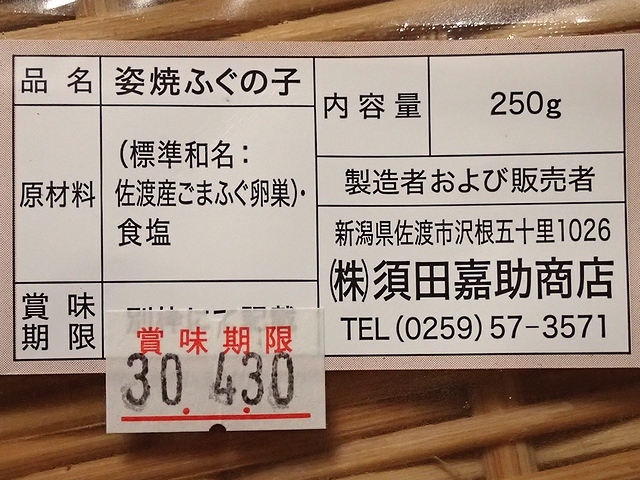 品名 姿焼ふぐの子
原材料
(標準和名：
佐渡産ごまふぐ卵巣)・
食塩
賞味
期限
賞味期限
30. 4.30
内容量 250g
製造者および販売者
新潟県佐渡市沢根五十里1026
㈱須田嘉助商店
TEL(0259)57-3571